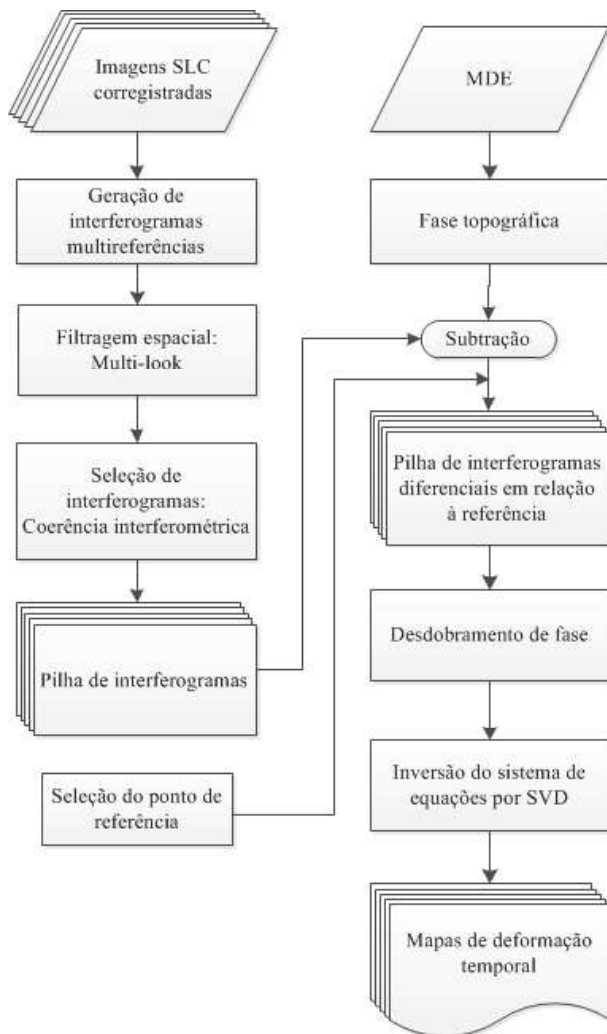 Imagens SLC
corregistradas
Geração de
interferogramas
multireferências
Filtragem espacial:
Multi-look
Seleção de
interferogramas:
Coerência interferométrica
Pilha de interferogramas
Seleção do ponto de
referência
MDE
Fase topográfica
Subtração
Pilha de interferogramas
diferenciais em relação
à referência
Desdobramento de fase
Inversão do sistema de
equações por SVD
Mapas de deformação
temporal